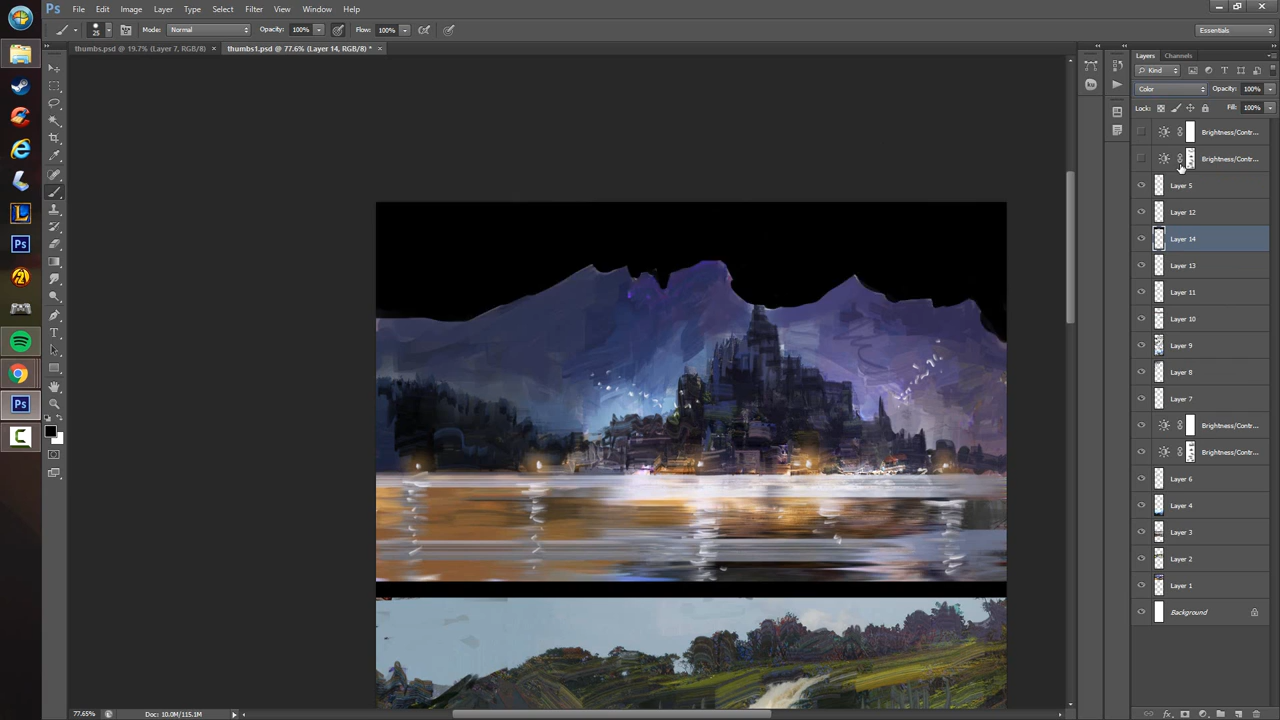 Ps File Edit Image Layer Type Select Filter View Window Help
25 Mode: Normal Opacity: 100% Flow: 100% Essentials
thumbs.psd @ 19.7% (Layer 7, RGB/8) × thumbs1.psd @ 77.6% (Layer 14, RGB/8) * ×
Layers Channels
Kind
Color Opacity: 100%
Lock: Fill: 100%
Brightness/Contr...
Brightness/Contr...
Layer 5
Layer 12
Layer 14
Layer 13
Layer 11
Layer 10
Layer 9
Layer 8
Layer 7
Brightness/Contr...
Brightness/Contr...
Layer 6
Layer 4
Layer 3
Layer 2
Layer 1
Background
77.65% Doc: 10.0M/115.1M